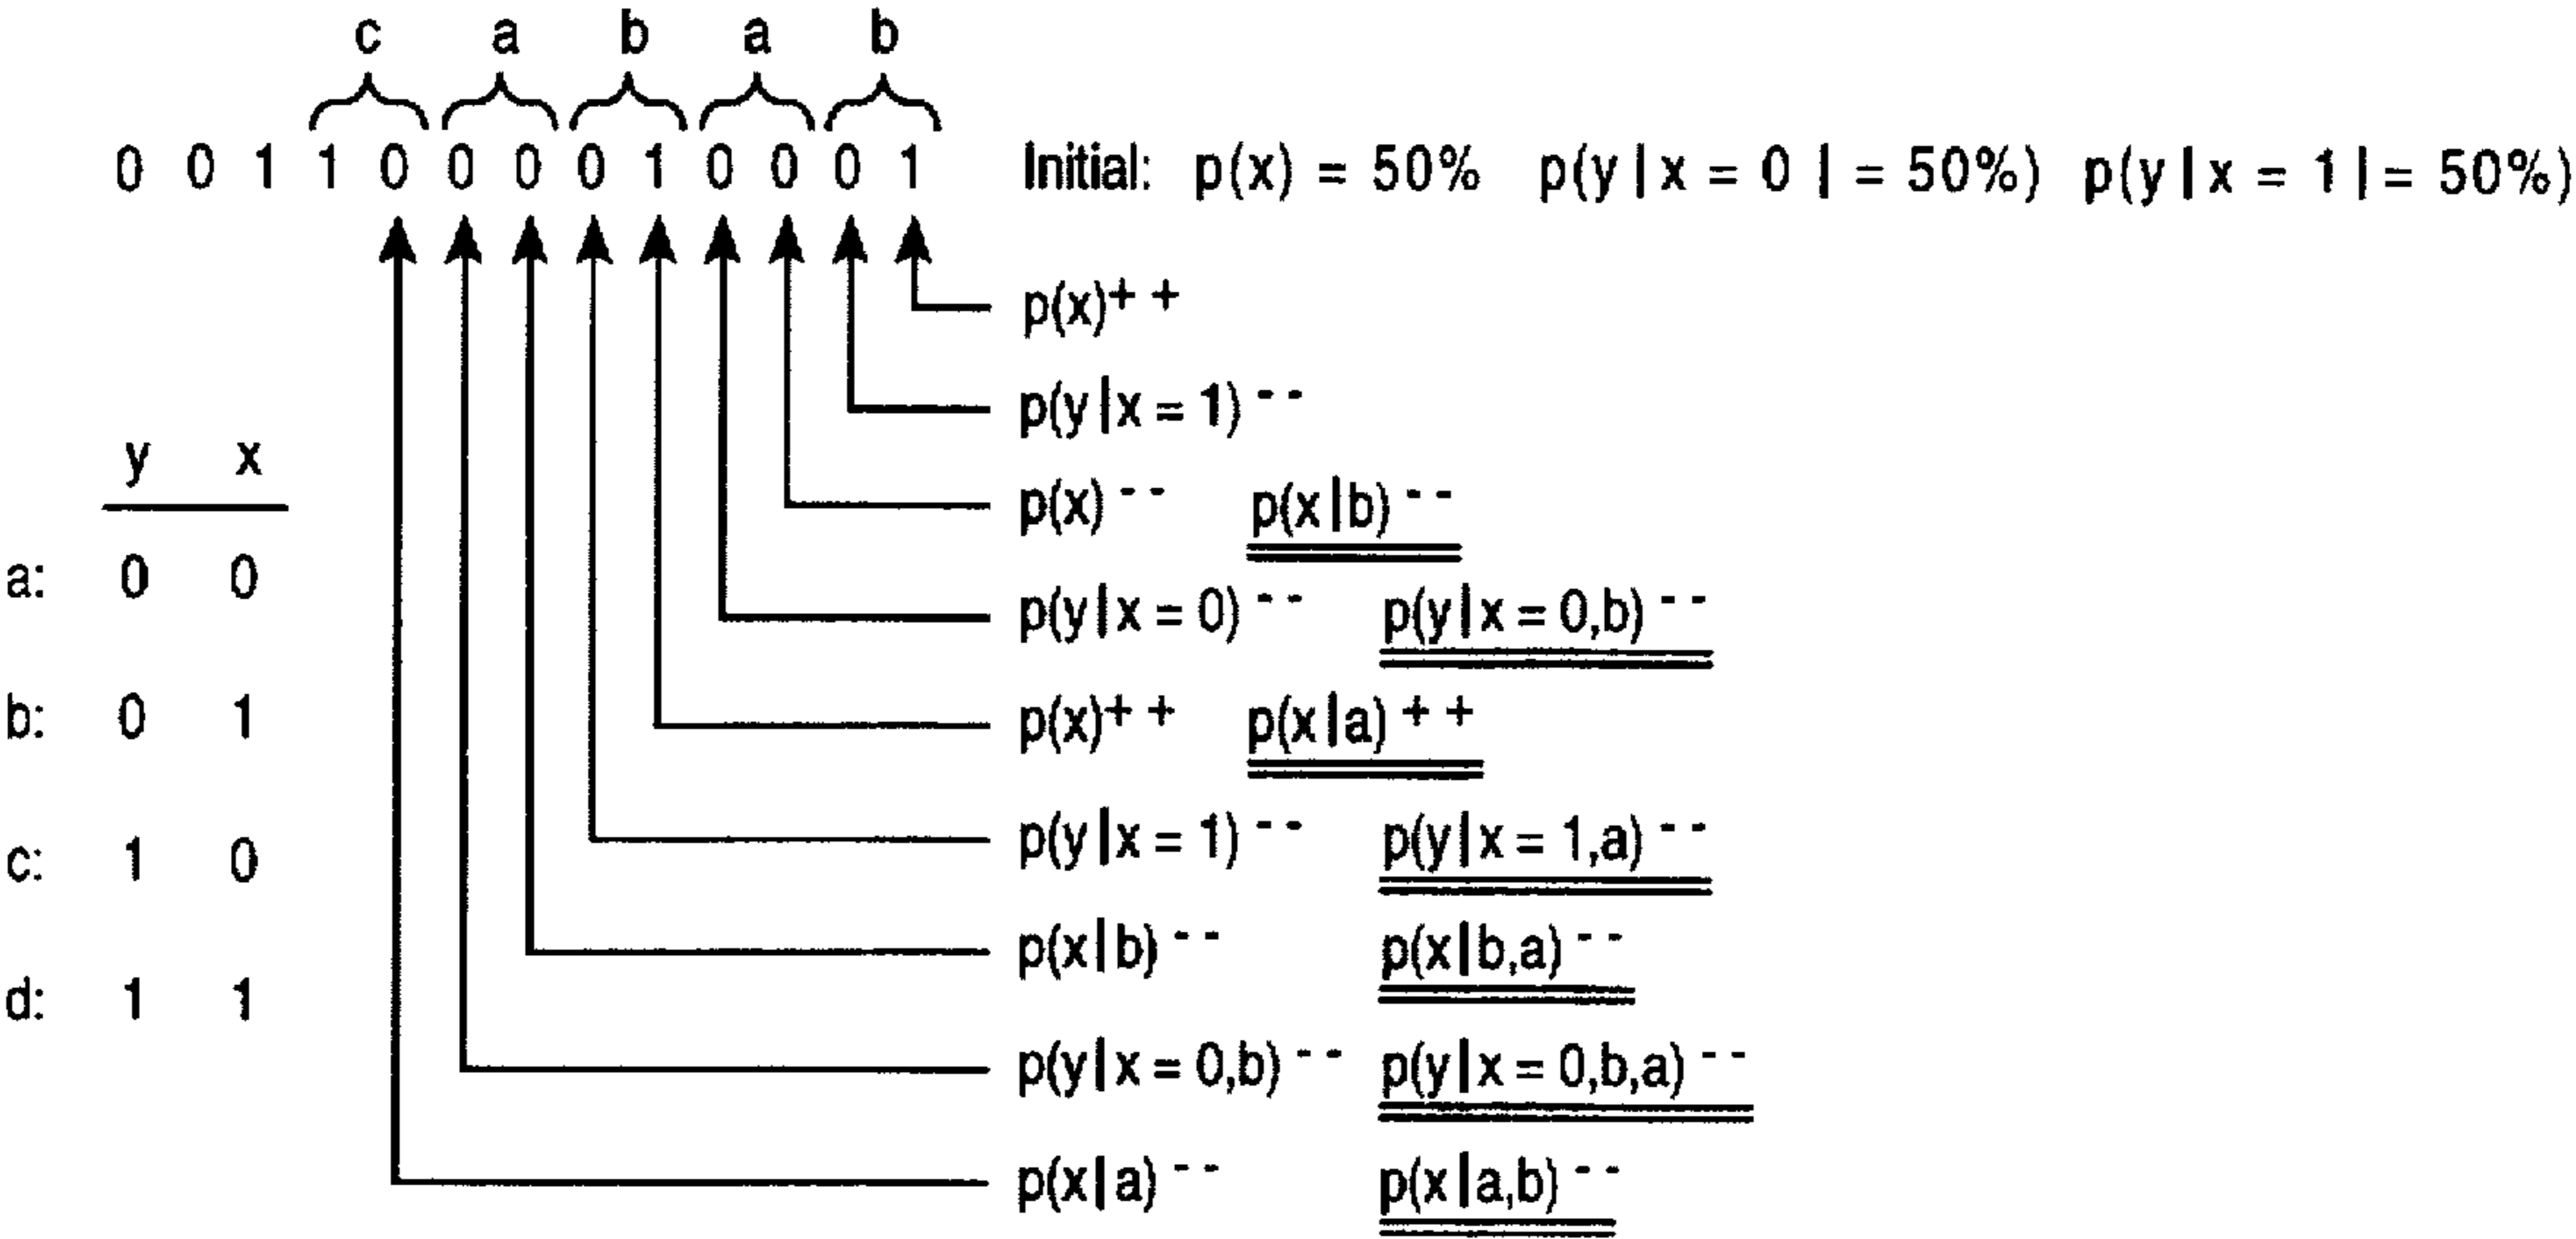 c a b a b
0 0 1 1 0 0 0 0 1 0 0 0 1 Initial: p(x) = 50% p(y|x = 0 | = 50%) p(y|x = 1 | = 50%)
p(x)++
p(y|x = 1)--
p(x)-- p(x|b)--
p(y|x = 0)-- p(y|x = 0,b)--
p(x)++ p(x|a)++
p(y|x = 1)-- p(y|x = 1,a)--
p(x|b)-- p(x|b,a)--
p(y|x = 0,b)-- p(y|x = 0,b,a)--
p(x|a)-- p(x|a,b)--
y x
a: 0 0
b: 0 1
c: 1 0
d: 1 1